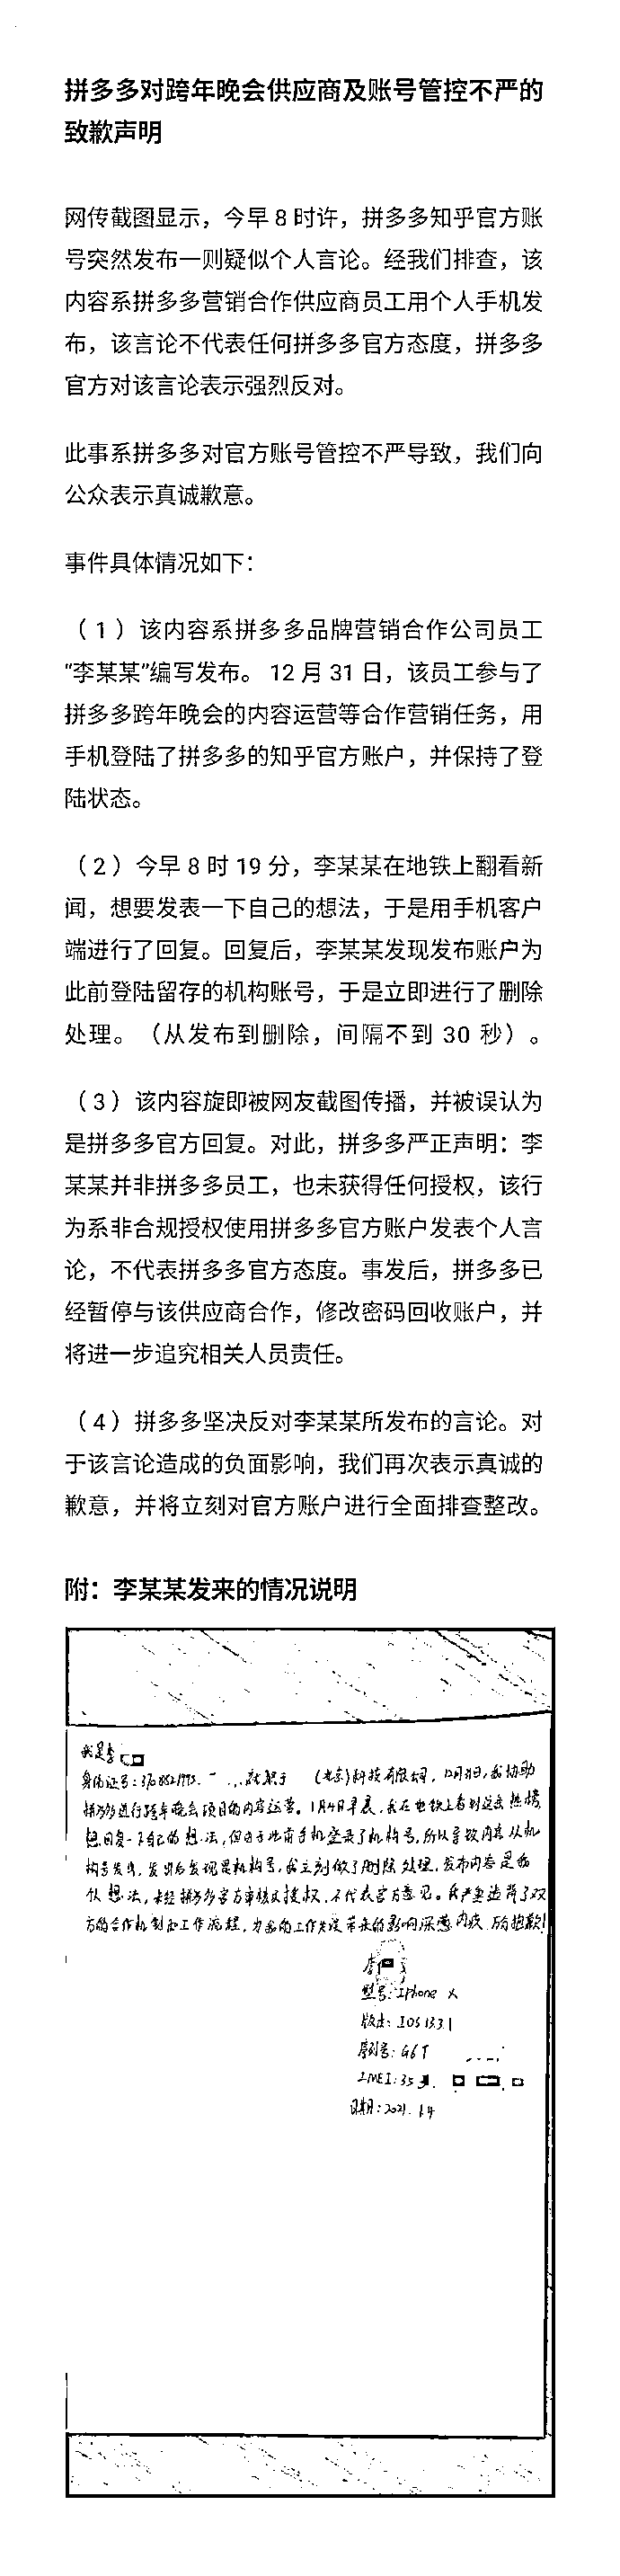 拼多多对跨年晚会供应商及账号管控不严的
致歉声明
网传截图显示，今早 8 时许，拼多多知乎官方账
号突然发布一则疑似个人言论。经我们排查，该
内容系拼多多营销合作供应商员工用个人手机发
布，该言论不代表任何拼多多官方态度，拼多多
官方对该言论表示强烈反对。
此事系拼多多对官方账号管控不严导致，我们向
公众表示真诚歉意。
事件具体情况如下：
（1）该内容系拼多多品牌营销合作公司员工
“李某某”编写发布。 12 月 31 日，该员工参与了
拼多多跨年晚会的内容运营等合作营销任务，用
手机登陆了拼多多的知乎官方账户，并保持了登
陆状态。
（2）今早 8 时 19 分，李某某在地铁上翻看新
闻，想要发表一下自己的想法，于是用手机客户
端进行了回复。回复后，李某某发现发布账户为
此前登陆留存的机构账号，于是立即进行了删除
处理。（从发布到删除，间隔不到 30 秒）。
（3）该内容旋即被网友截图传播，并被误认为
是拼多多官方回复。对此，拼多多严正声明：李
某某并非拼多多员工，也未获得任何授权，该行
为系非合规授权使用拼多多官方账户发表个人言
论，不代表拼多多官方态度。事发后，拼多多已
经暂停与该供应商合作，修改密码回收账户，并
将进一步追究相关人员责任。
（4）拼多多坚决反对李某某所发布的言论。对
于该言论造成的负面影响，我们再次表示真诚的
歉意，并将立刻对官方账户进行全面排查整改。
附：李某某发来的情况说明
我是李
身份证号：就职于 (北京)科技有限公司，12月31日，我协助
拼多多进行跨年晚会项目的内容运营。1月4日早晨，我在地铁上看到这条热榜，
想回复一下自己的想法，但由于此前手机登录了机构号，所以导致内容从机
构号发出，发出后发现是机构号，我立刻做了删除处理，发布内容是我
个人想法，未经拼多多官方审核及授权，不代表官方意见。我严重违背了双
方的合作机制和工作流程，为我的工作失误带来的影响深感内疚
李
型号：Iphone X
版本：IOS 13.3.1
序列号：G6T
IMEI：35
日期：2021.1.4